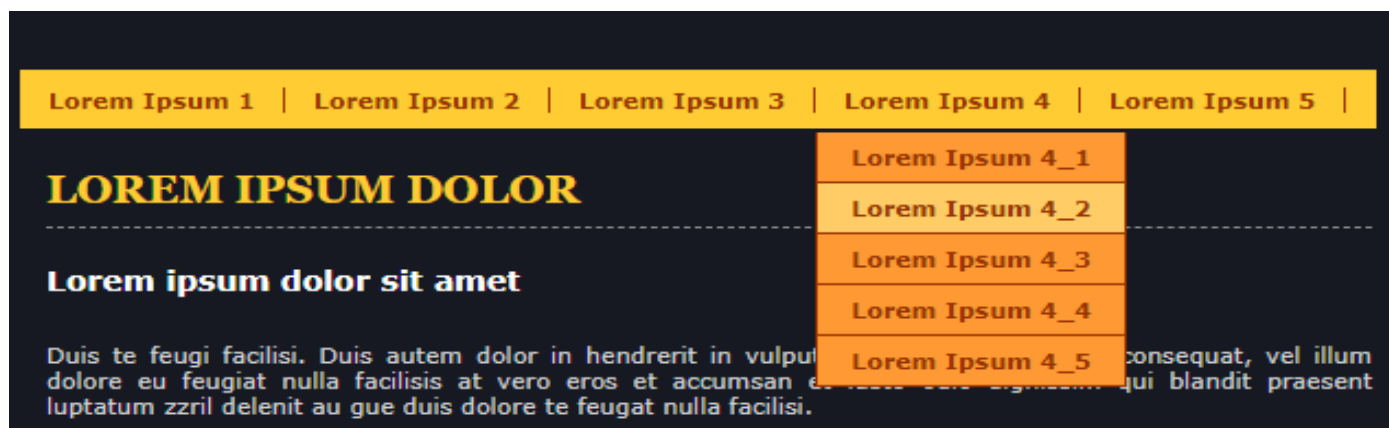 Lorem Ipsum 1 | Lorem Ipsum 2 | Lorem Ipsum 3 | Lorem Ipsum 4 | Lorem Ipsum 5 |
Lorem Ipsum 4_1
LOREM IPSUM DOLOR
Lorem Ipsum 4_2
Lorem Ipsum 4_3
Lorem ipsum dolor sit amet
Lorem Ipsum 4_4
Lorem Ipsum 4_5
Duis te feugi facilisi. Duis autem dolor in hendrerit in consequat, vel illum
dolore eu feugiat nulla facilisis at vero eros et accumsan qui blandit praesent
luptatum zzril delenit au gue duis dolore te feugat nulla facilisi.